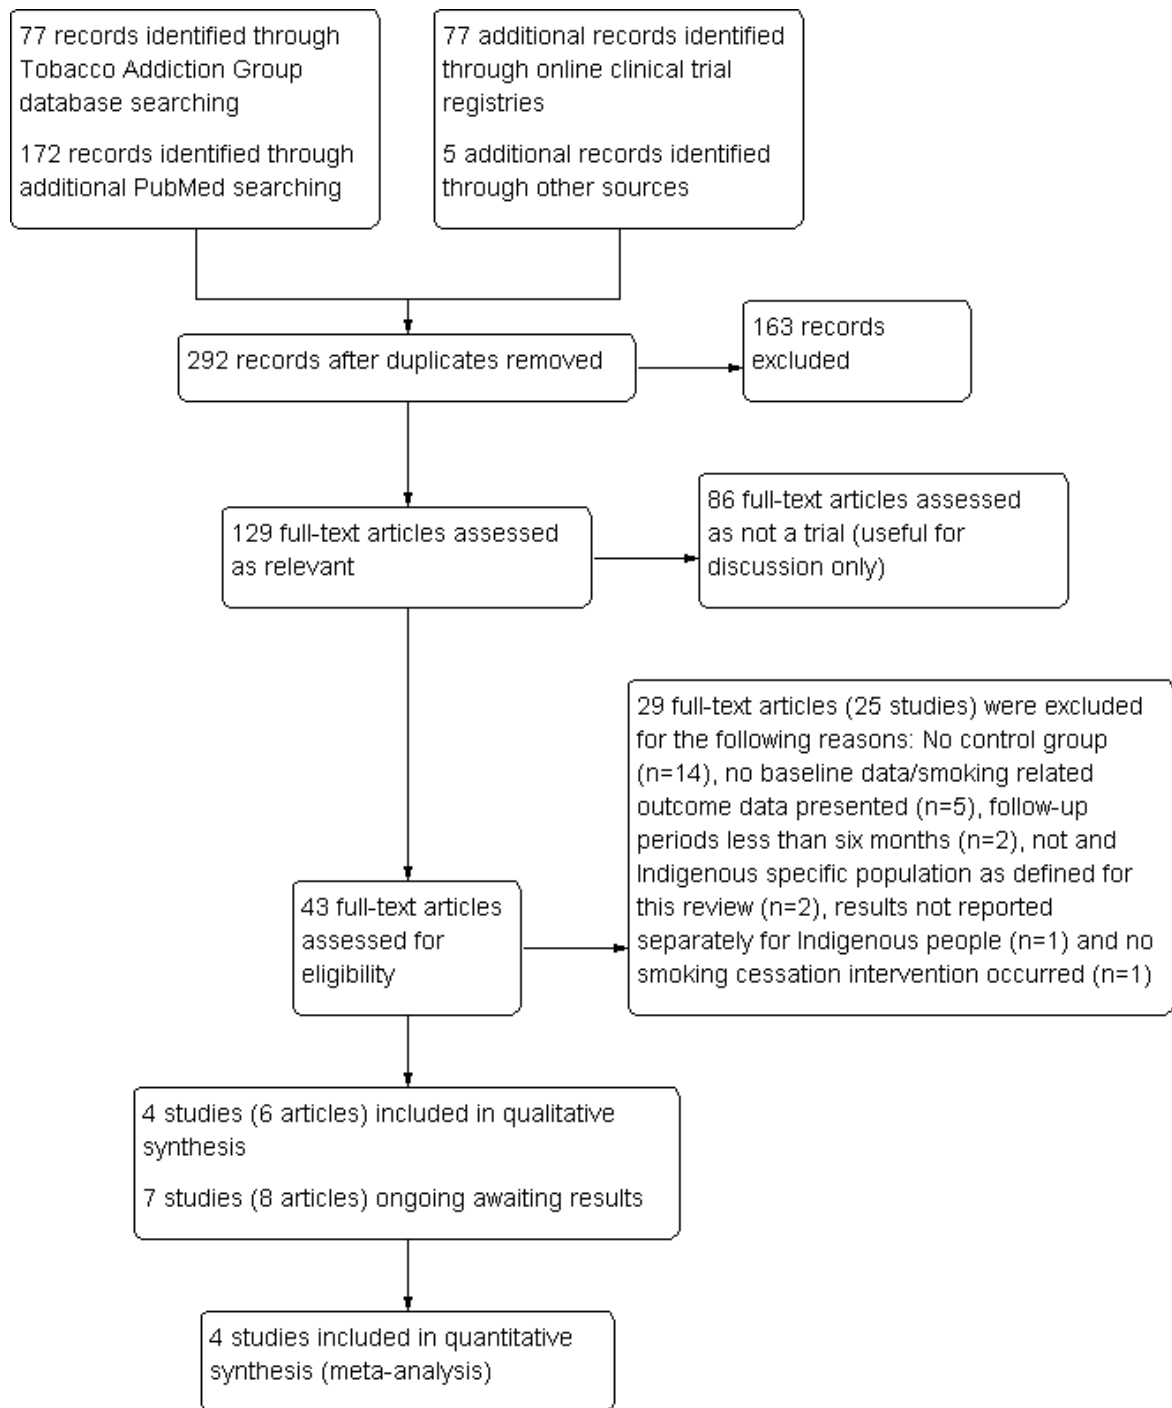 77 records identified through
Tobacco Addiction Group
database searching
172 records identified through
additional PubMed searching
77 additional records identified
through online clinical trial
registries
5 additional records identified
through other sources
292 records after duplicates removed
163 records
excluded
129 full-text articles assessed
as relevant
86 full-text articles assessed
as not a trial (useful for
discussion only)
43 full-text articles
assessed for
eligibility
29 full-text articles (25 studies) were excluded
for the following reasons: No control group
(n=14), no baseline data/smoking related
outcome data presented (n=5), follow-up
periods less than six months (n=2), not and
Indigenous specific population as defined for
this review (n=2), results not reported
separately for Indigenous people (n=1) and no
smoking cessation intervention occurred (n=1)
4 studies (6 articles) included in qualitative
synthesis
7 studies (8 articles) ongoing awaiting results
4 studies included in quantitative
synthesis (meta-analysis)